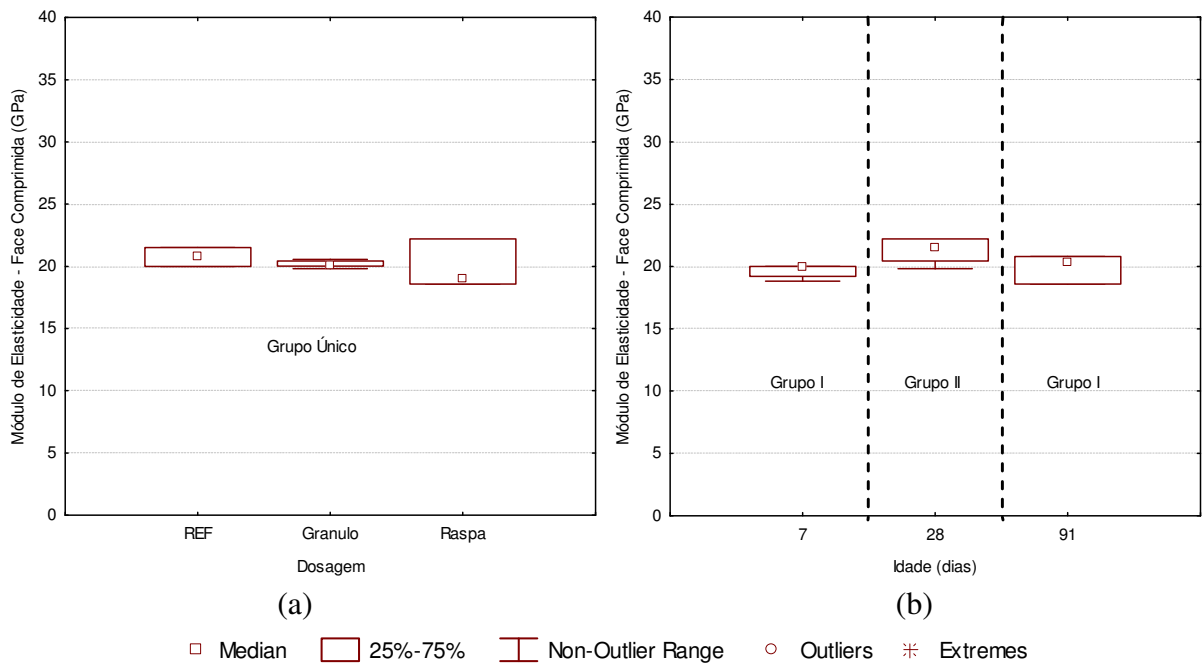 Módulo de Elasticidade - Face Comprimida (GPa)
40
35
30
25
20
15
10
5
0
Grupo Único
REF Granulo Raspa
Dosagem
(a)
Módulo de Elasticidade - Face Comprimida (GPa)
40
35
30
25
20
15
10
5
0
Grupo I Grupo II Grupo I
7 28 91
Idade (dias)
(b)
Median 25%-75% Non-Outlier Range Outliers Extremes